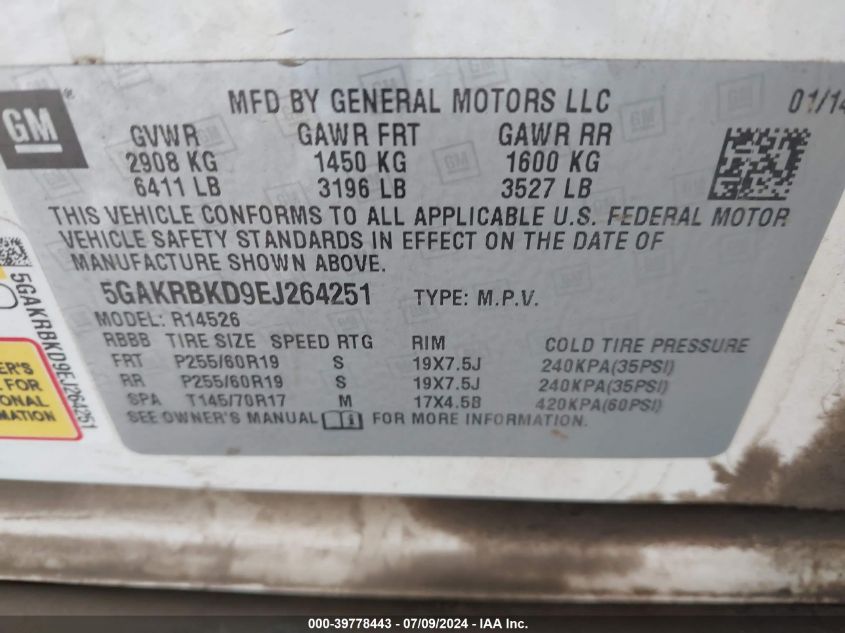 GM ®
MFD BY GENERAL MOTORS LLC
01/14
GVWR GAWR FRT GAWR RR
2908 KG 1450 KG 1600 KG
6411 LB 3196 LB 3527 LB
THIS VEHICLE CONFORMS TO ALL APPLICABLE U.S. FEDERAL MOTOR
VEHICLE SAFETY STANDARDS IN EFFECT ON THE DATE OF
MANUFACTURE SHOWN ABOVE.
5GAKRBKD9EJ264251 TYPE: M.P.V.
MODEL: R14526
RBBB TIRE SIZE SPEED RTG RIM COLD TIRE PRESSURE
FRT P255/60R19 S 19X7.5J 240KPA(35PSI)
RR P255/60R19 S 19X7.5J 240KPA(35PSI)
SPA T145/70R17 M 17X4.5B 420KPA(60PSI)
SEE OWNER'S MANUAL FOR MORE INFORMATION.
5GAKRBKD9EJ264251
ER'S
FOR
ONAL
MATION
000-39778443 - 07/09/2024 - IAA Inc.